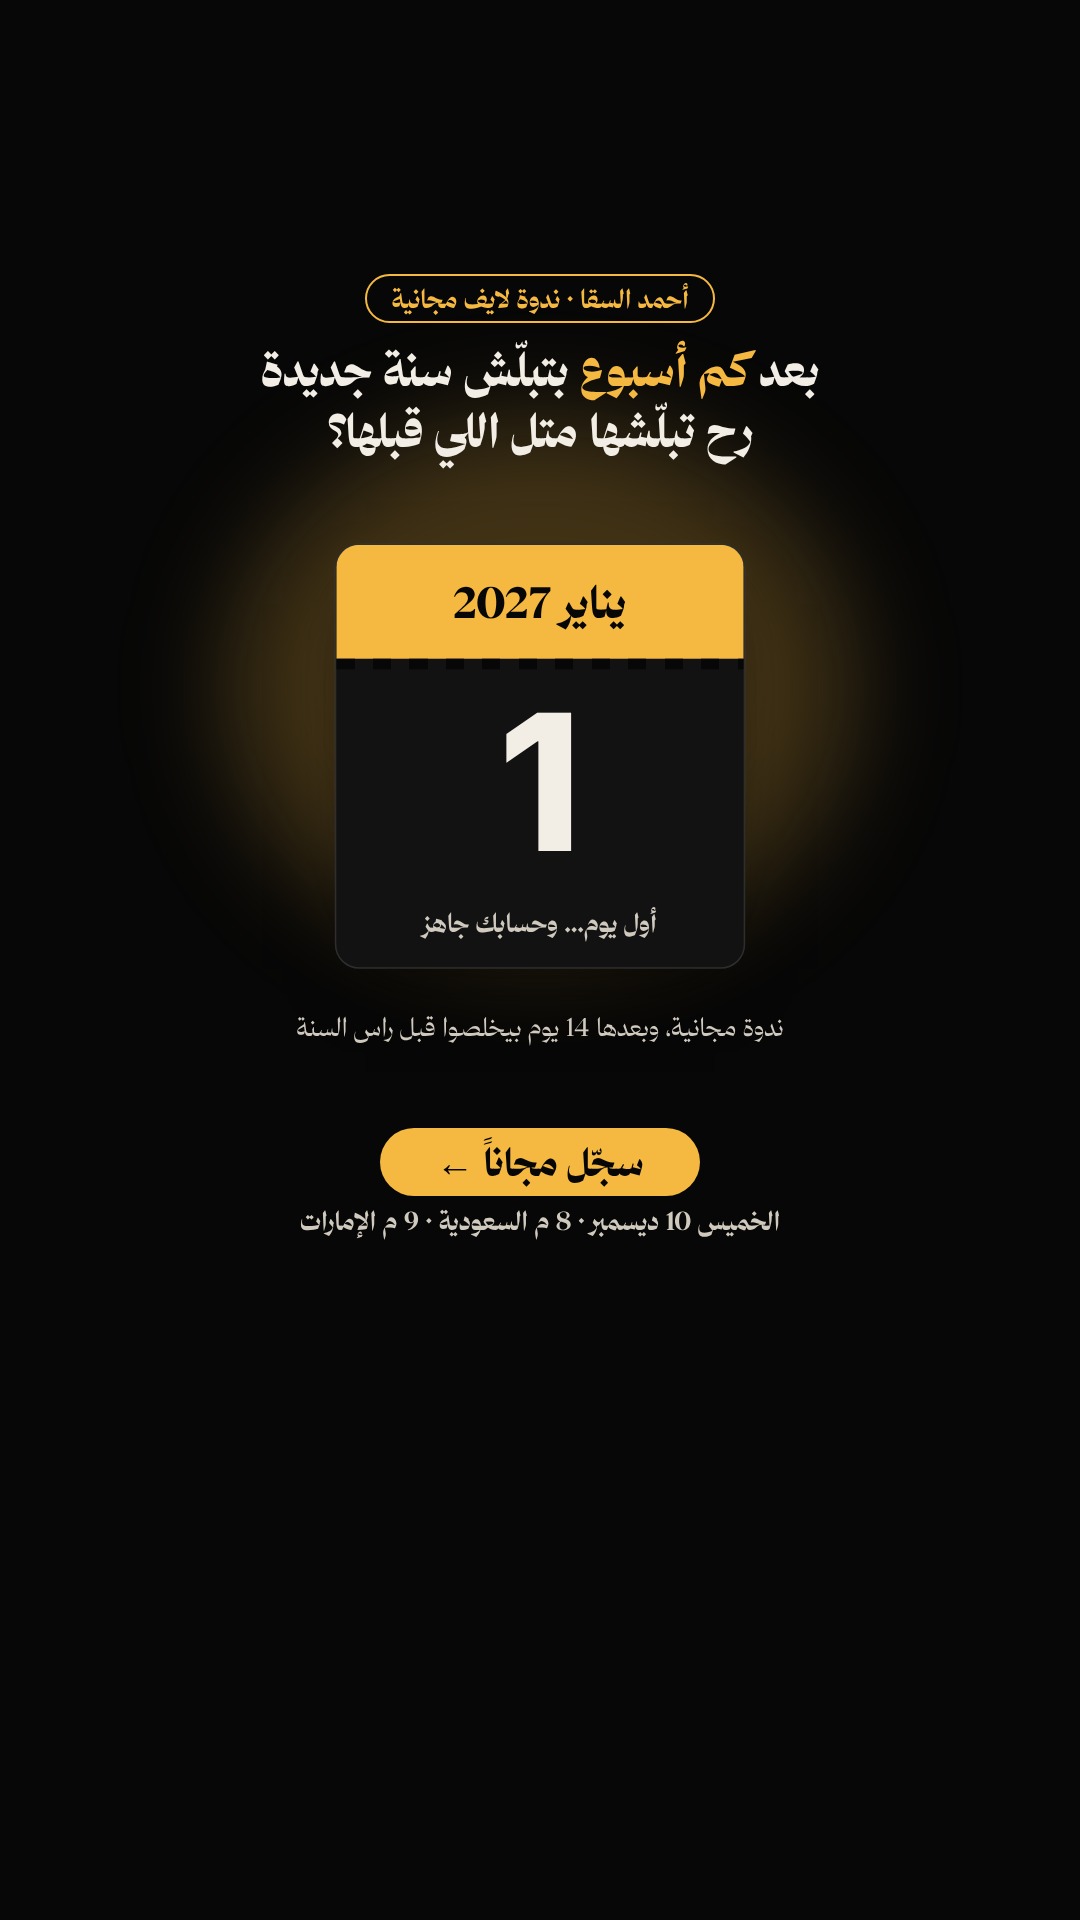 أحمد السقا · ندوة لايف مجانية
بعد كم أسبوع بتبلّش سنة جديدة
رح تبلّشها متل اللي قبلها؟
يناير 2027
1
أول يوم... وحسابك جاهز
ندوة مجانية، وبعدها 14 يوم بيخلصوا قبل راس السنة
سجّل مجاناً ←
الخميس 10 ديسمبر · 8 م السعودية · 9 م الإمارات